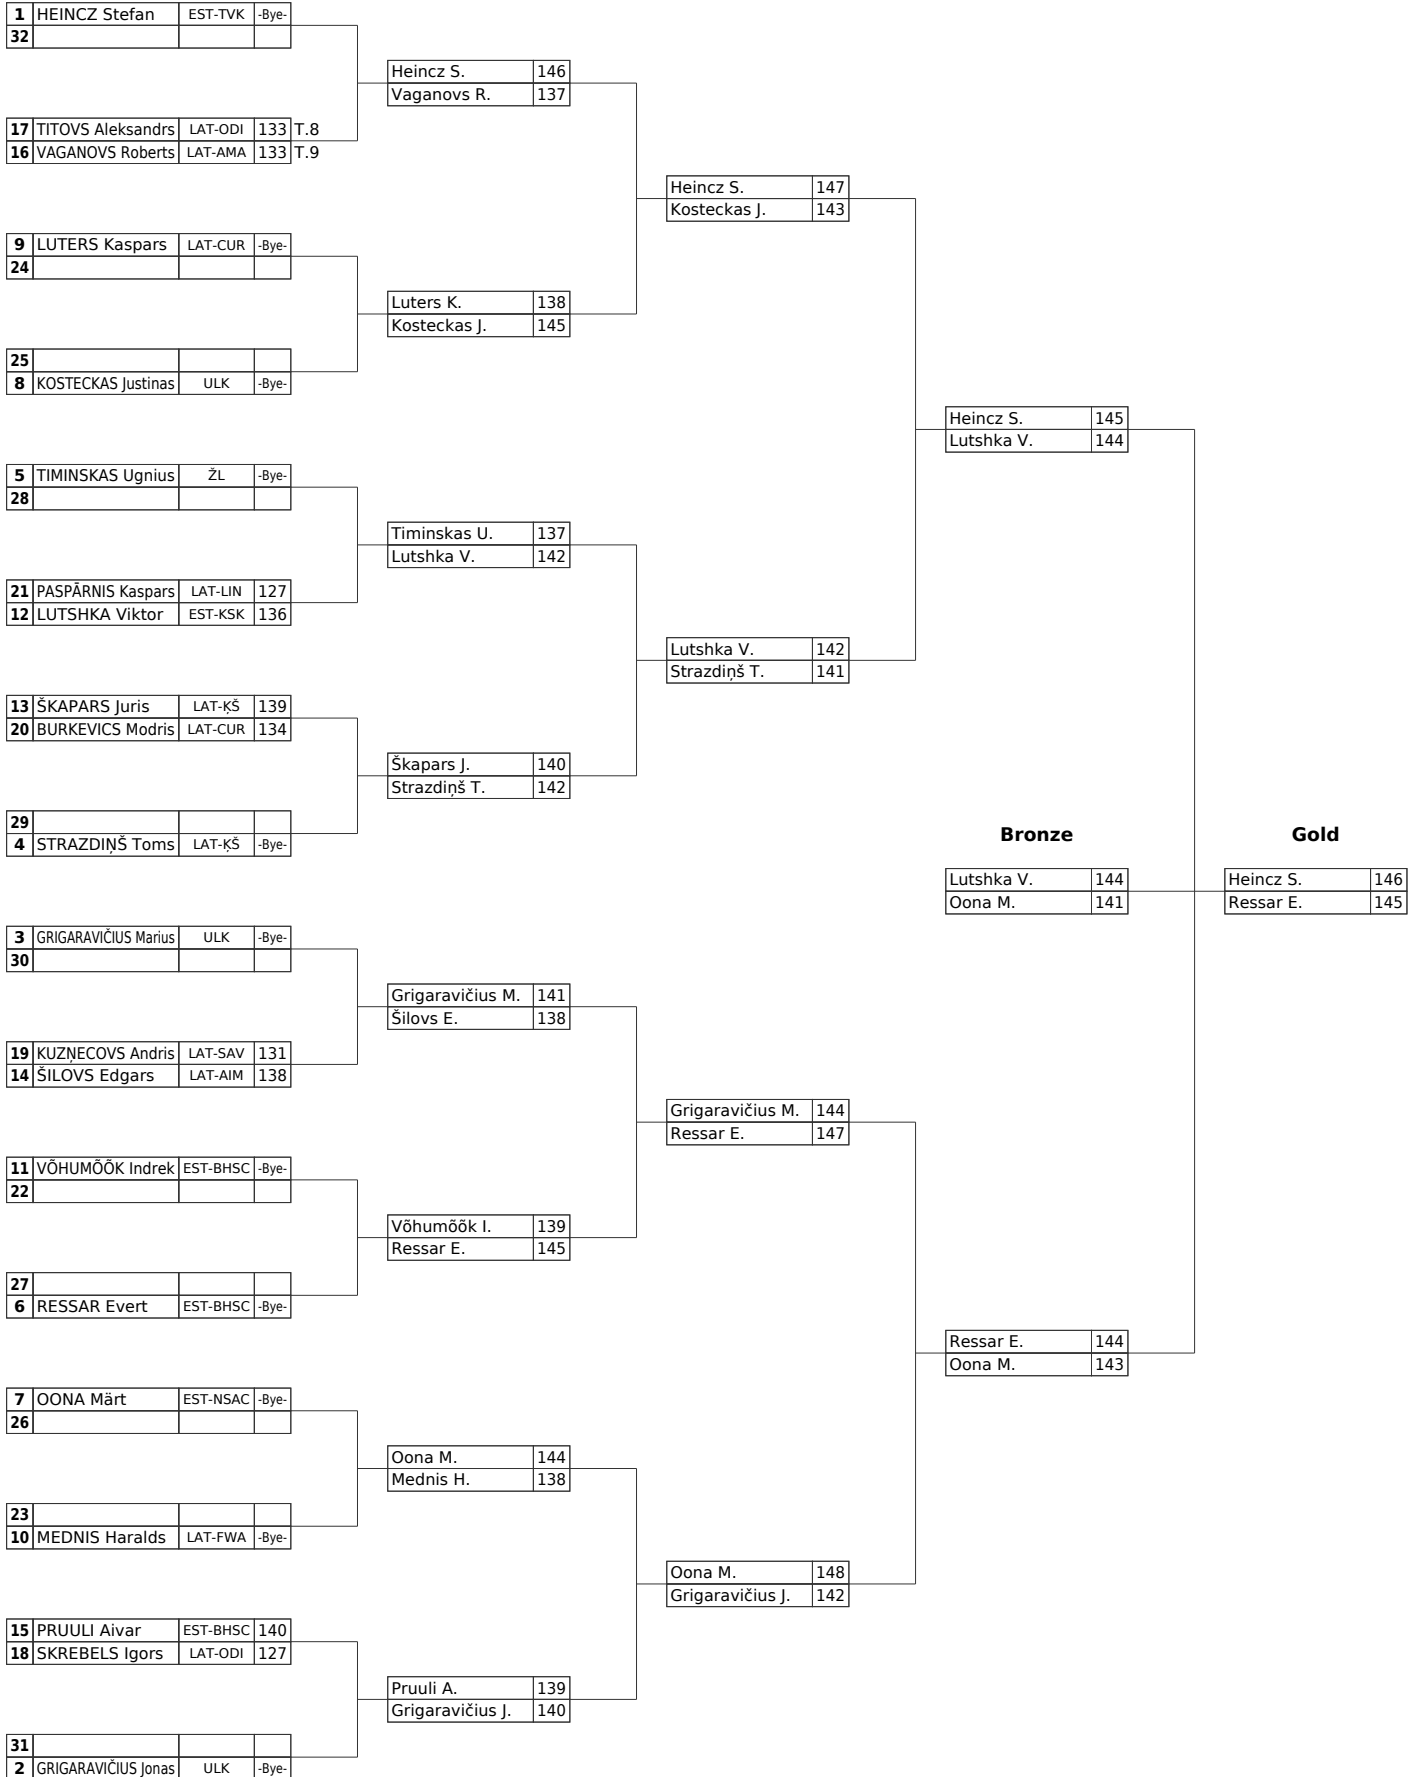 1 HEINCZ Stefan EST-TVK -Bye-
32
Heincz S. 146
Vaganovs R. 137
17 TITOVS Aleksandrs LAT-ODI 133 T.8
16 VAGANOVS Roberts LAT-AMA 133 T.9
Heincz S. 147
Kosteckas J. 143
9 LUTERS Kaspars LAT-CUR -Bye-
24
Luters K. 138
Kosteckas J. 145
25
8 KOSTECKAS Justinas ULK -Bye-
Heincz S. 145
Lutshka V. 144
5 TIMINSKAS Ugnius ŽL -Bye-
28
Timinskas U. 137
Lutshka V. 142
21 PASPĀRNIS Kaspars LAT-LIN 127
12 LUTSHKA Viktor EST-KSK 136
Lutshka V. 142
Strazdiņš T. 141
13 ŠKAPARS Juris LAT-ĶŠ 139
20 BURKEVICS Modris LAT-CUR 134
Škapars J. 140
Strazdiņš T. 142
29
4 STRAZDIŅŠ Toms LAT-ĶŠ -Bye-
Bronze Gold
Lutshka V. 144 Heincz S. 146
Oona M. 141 Ressar E. 145
3 GRIGARAVIČIUS Marius ULK -Bye-
30
Grigaravičius M. 141
Šilovs E. 138
19 KUZŅECOVS Andris LAT-SAV 131
14 ŠILOVS Edgars LAT-AIM 138
Grigaravičius M. 144
Ressar E. 147
11 VÕHUMÕÕK Indrek EST-BHSC -Bye-
22
Võhumõõk I. 139
Ressar E. 145
27
6 RESSAR Evert EST-BHSC -Bye-
Ressar E. 144
Oona M. 143
7 OONA Märt EST-NSAC -Bye-
26
Oona M. 144
Mednis H. 138
23
10 MEDNIS Haralds LAT-FWA -Bye-
Oona M. 148
Grigaravičius J. 142
15 PRUULI Aivar EST-BHSC 140
18 SKREBELS Igors LAT-ODI 127
Pruuli A. 139
Grigaravičius J. 140
31
2 GRIGARAVIČIUS Jonas ULK -Bye-